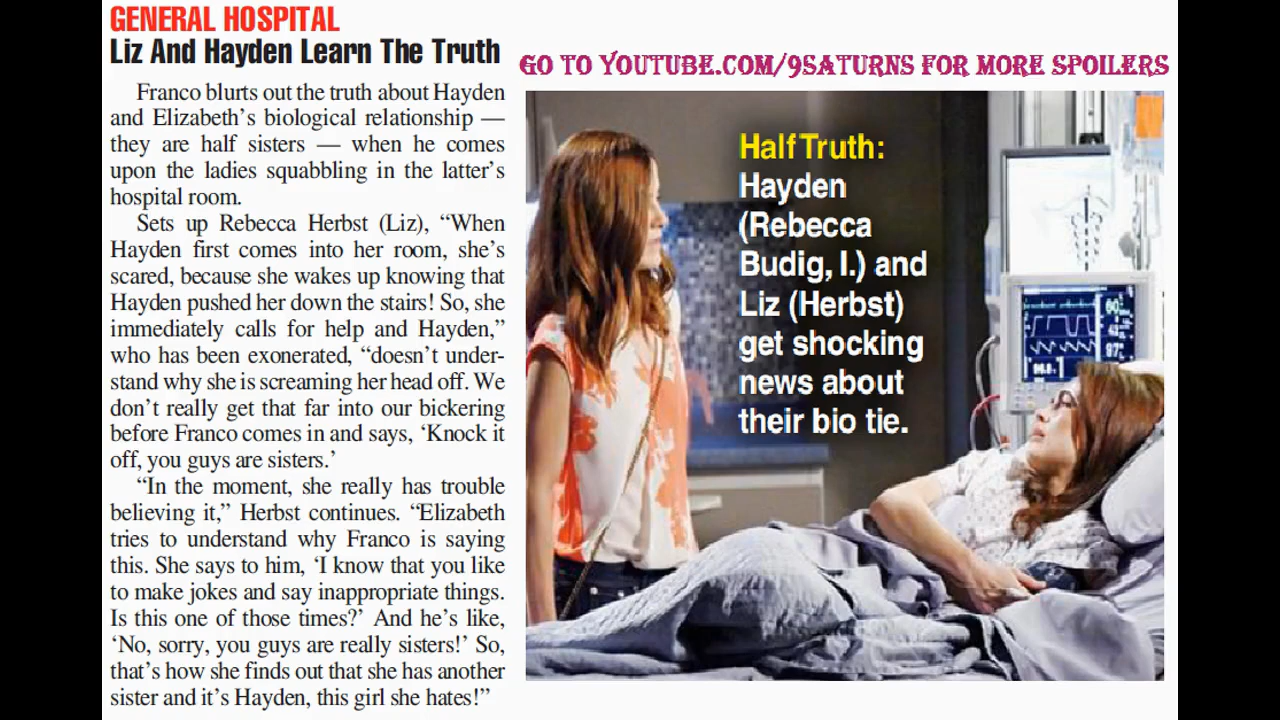 GENERAL HOSPITAL
Liz And Hayden Learn The Truth
Franco blurts out the truth about Hayden
and Elizabeth’s biological relationship —
they are half sisters — when he comes
upon the ladies squabbling in the latter’s
hospital room.
Sets up Rebecca Herbst (Liz), “When
Hayden first comes into her room, she’s
scared, because she wakes up knowing that
Hayden pushed her down the stairs! So, she
immediately calls for help and Hayden,”
who has been exonerated, “doesn’t under-
stand why she is screaming her head off. We
don’t really get that far into our bickering
before Franco comes in and says, ‘Knock it
off, you guys are sisters.’
“In the moment, she really has trouble
believing it,” Herbst continues. “Elizabeth
tries to understand why Franco is saying
this. She says to him, ‘I know that you like
to make jokes and say inappropriate things.
Is this one of those times?’ And he’s like,
‘No, sorry, you guys are really sisters!’ So,
that’s how she finds out that she has another
sister and it’s Hayden, this girl she hates!”
GO TO YOUTUBE.COM/9SATURNS FOR MORE SPOILERS
Half Truth:
Hayden
(Rebecca
Budig, l.) and
Liz (Herbst)
get shocking
news about
their bio tie.